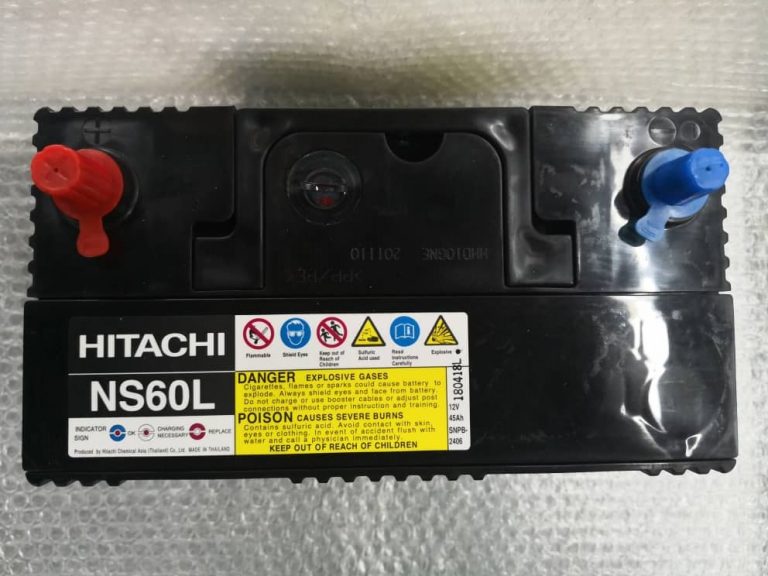 HHD1OGNE 201110
>PP/PE<
HITACHI
NS60L
INDICATOR SIGN
OK
CHARGING NECESSARY
REPLACE
Produced by Hitachi Chemical Asia (Thailand) Co., Ltd. MADE IN THAILAND
Flammable
Shield Eyes
Keep out of Reach of Children
Sulfuric Acid used
Read Instructions Carefully
Explosive
DANGER EXPLOSIVE GASES
Cigarettes, flames or sparks could cause battery to
explode. Always shield eyes and face from battery.
Do not charge or use booster cables or adjust post
connections without proper instruction and training.
POISON CAUSES SEVERE BURNS
Contains sulfuric acid. Avoid contact with skin,
eyes or clothing. In event of accident flush with
water and call a physician immediately.
KEEP OUT OF REACH OF CHILDREN
180418L
12V
45Ah
SNPB-
2406